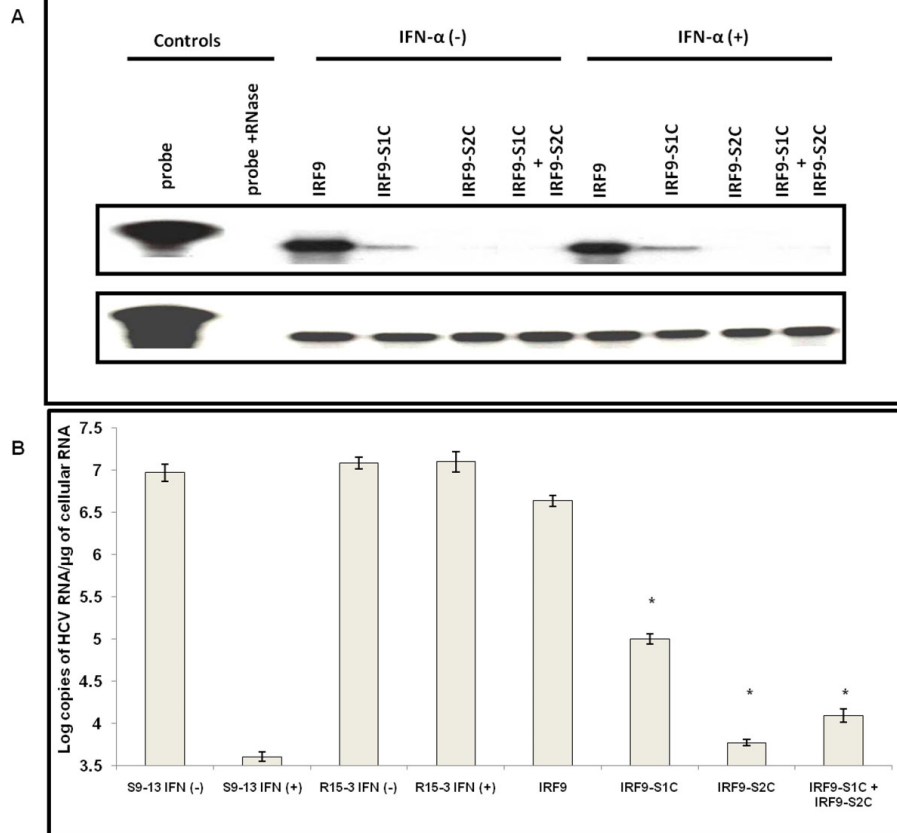 A
Controls
IFN-α (-)
IFN-α (+)
probe
probe +RNase
IRF9
IRF9-S1C
IRF9-S2C
IRF9-S1C
+
IRF9-S2C
IRF9
IRF9-S1C
IRF9-S2C
IRF9-S1C
+
IRF9-S2C
B
Log copies of HCV RNA/µg of cellular RNA
7.5
7
6.5
6
5.5
5
4.5
4
3.5
*
*
*
S9-13 IFN (-)
S9-13 IFN (+)
R15-3 IFN (-)
R15-3 IFN (+)
IRF9
IRF9-S1C
IRF9-S2C
IRF9-S1C +
IRF9-S2C